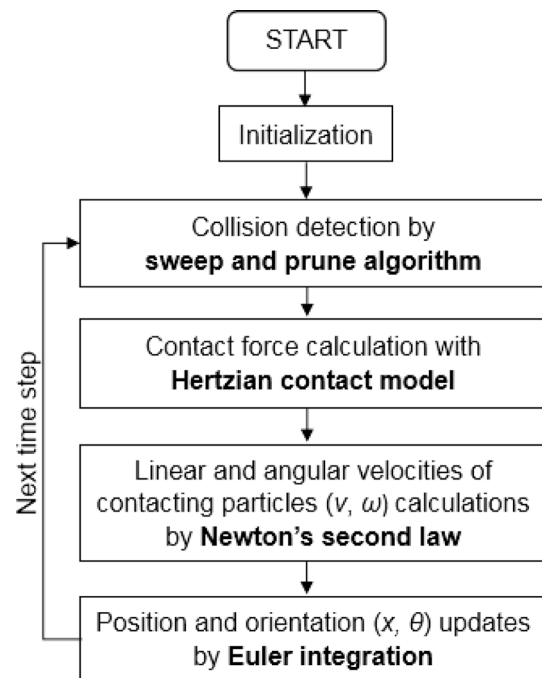 START
Initialization
Collision detection by
sweep and prune algorithm
Contact force calculation with
Hertzian contact model
Linear and angular velocities of
contacting particles (v, ω) calculations
by Newton's second law
Position and orientation (x, θ) updates
by Euler integration
Next time step